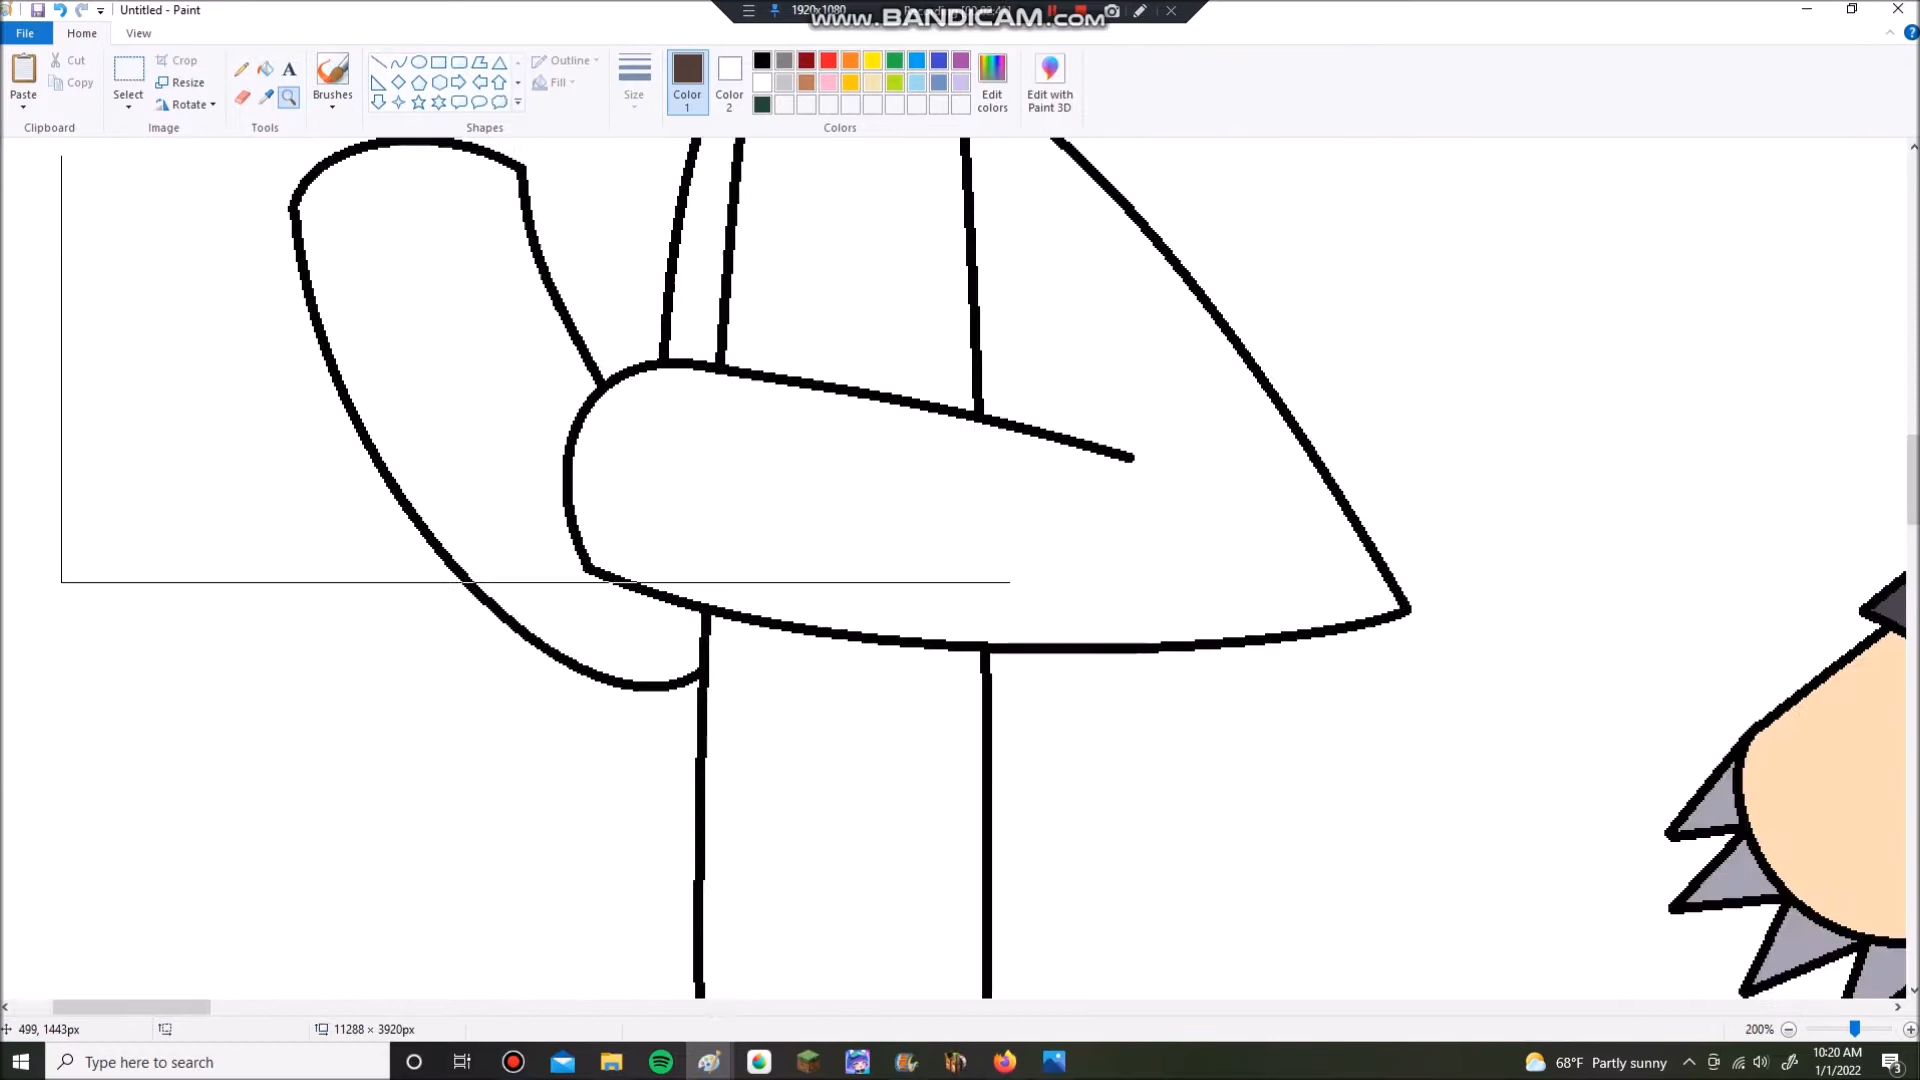 Untitled - Paint
1920x1080
www.BANDICAM.com
File
Home
View
Paste
Cut
Copy
Clipboard
Select
Crop
Resize
Rotate
Image
Tools
Brushes
Outline
Fill
Shapes
Size
Color
1
Color
2
Edit
colors
Edit with
Paint 3D
Colors
499, 1443px
11288 × 3920px
200%
Type here to search
68°F Partly sunny
10:20 AM
1/1/2022
3